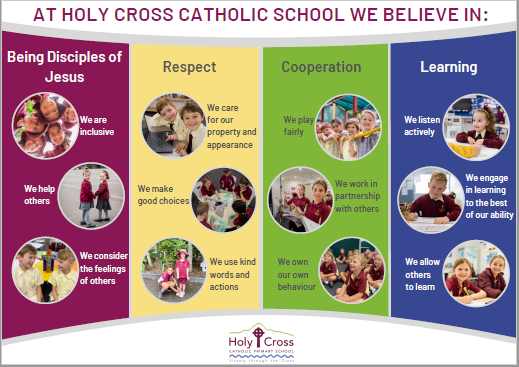 AT HOLY CROSS CATHOLIC SCHOOL WE BELIEVE IN:
Being Disciples of
Jesus
We are
inclusive
We help
others
We consider
the feelings
of others
Respect
We care
for our
property and
appearance
We make
good choices
We use kind
words and
actions
Cooperation
We play
fairly
We work in
partnership
with others
We own
our own
behaviour
Learning
We listen
actively
We engage
in learning
to the best
of our ability
We allow
others
to learn
Holy Cross
CATHOLIC PRIMARY SCHOOL
Victory through the Cross